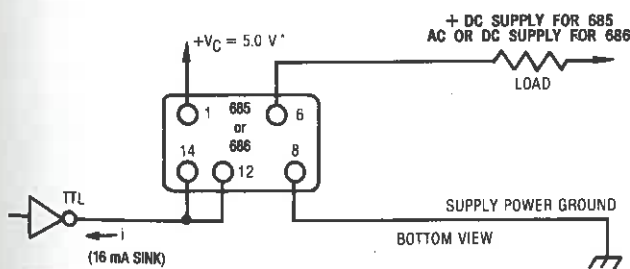 + DC SUPPLY FOR 685
AC OR DC SUPPLY FOR 686
+VC = 5.0 V*
LOAD
1 685 6
or
14 686 8
12
TTL
i
(16 mA SINK)
SUPPLY POWER GROUND
BOTTOM VIEW